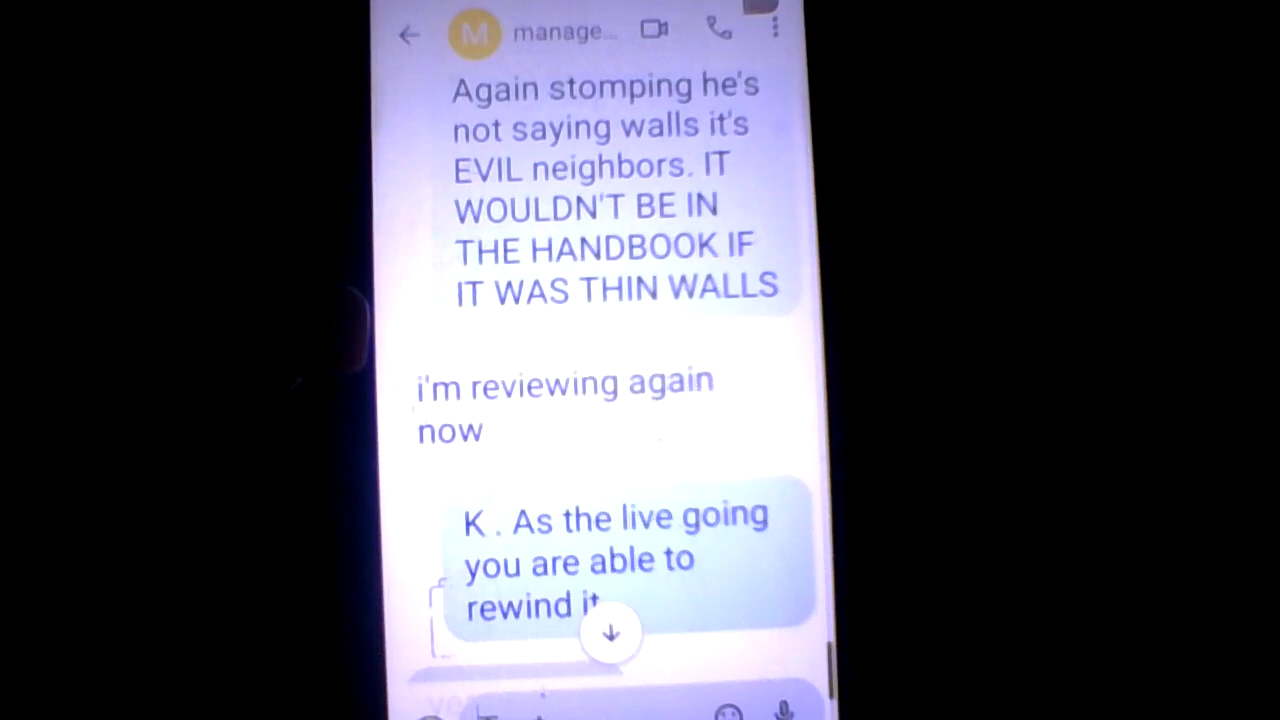 M manage...
Again stomping he's
not saying walls it's
EVIL neighbors. IT
WOULDN'T BE IN
THE HANDBOOK IF
IT WAS THIN WALLS
i'm reviewing again
now
K . As the live going
you are able to
rewind it